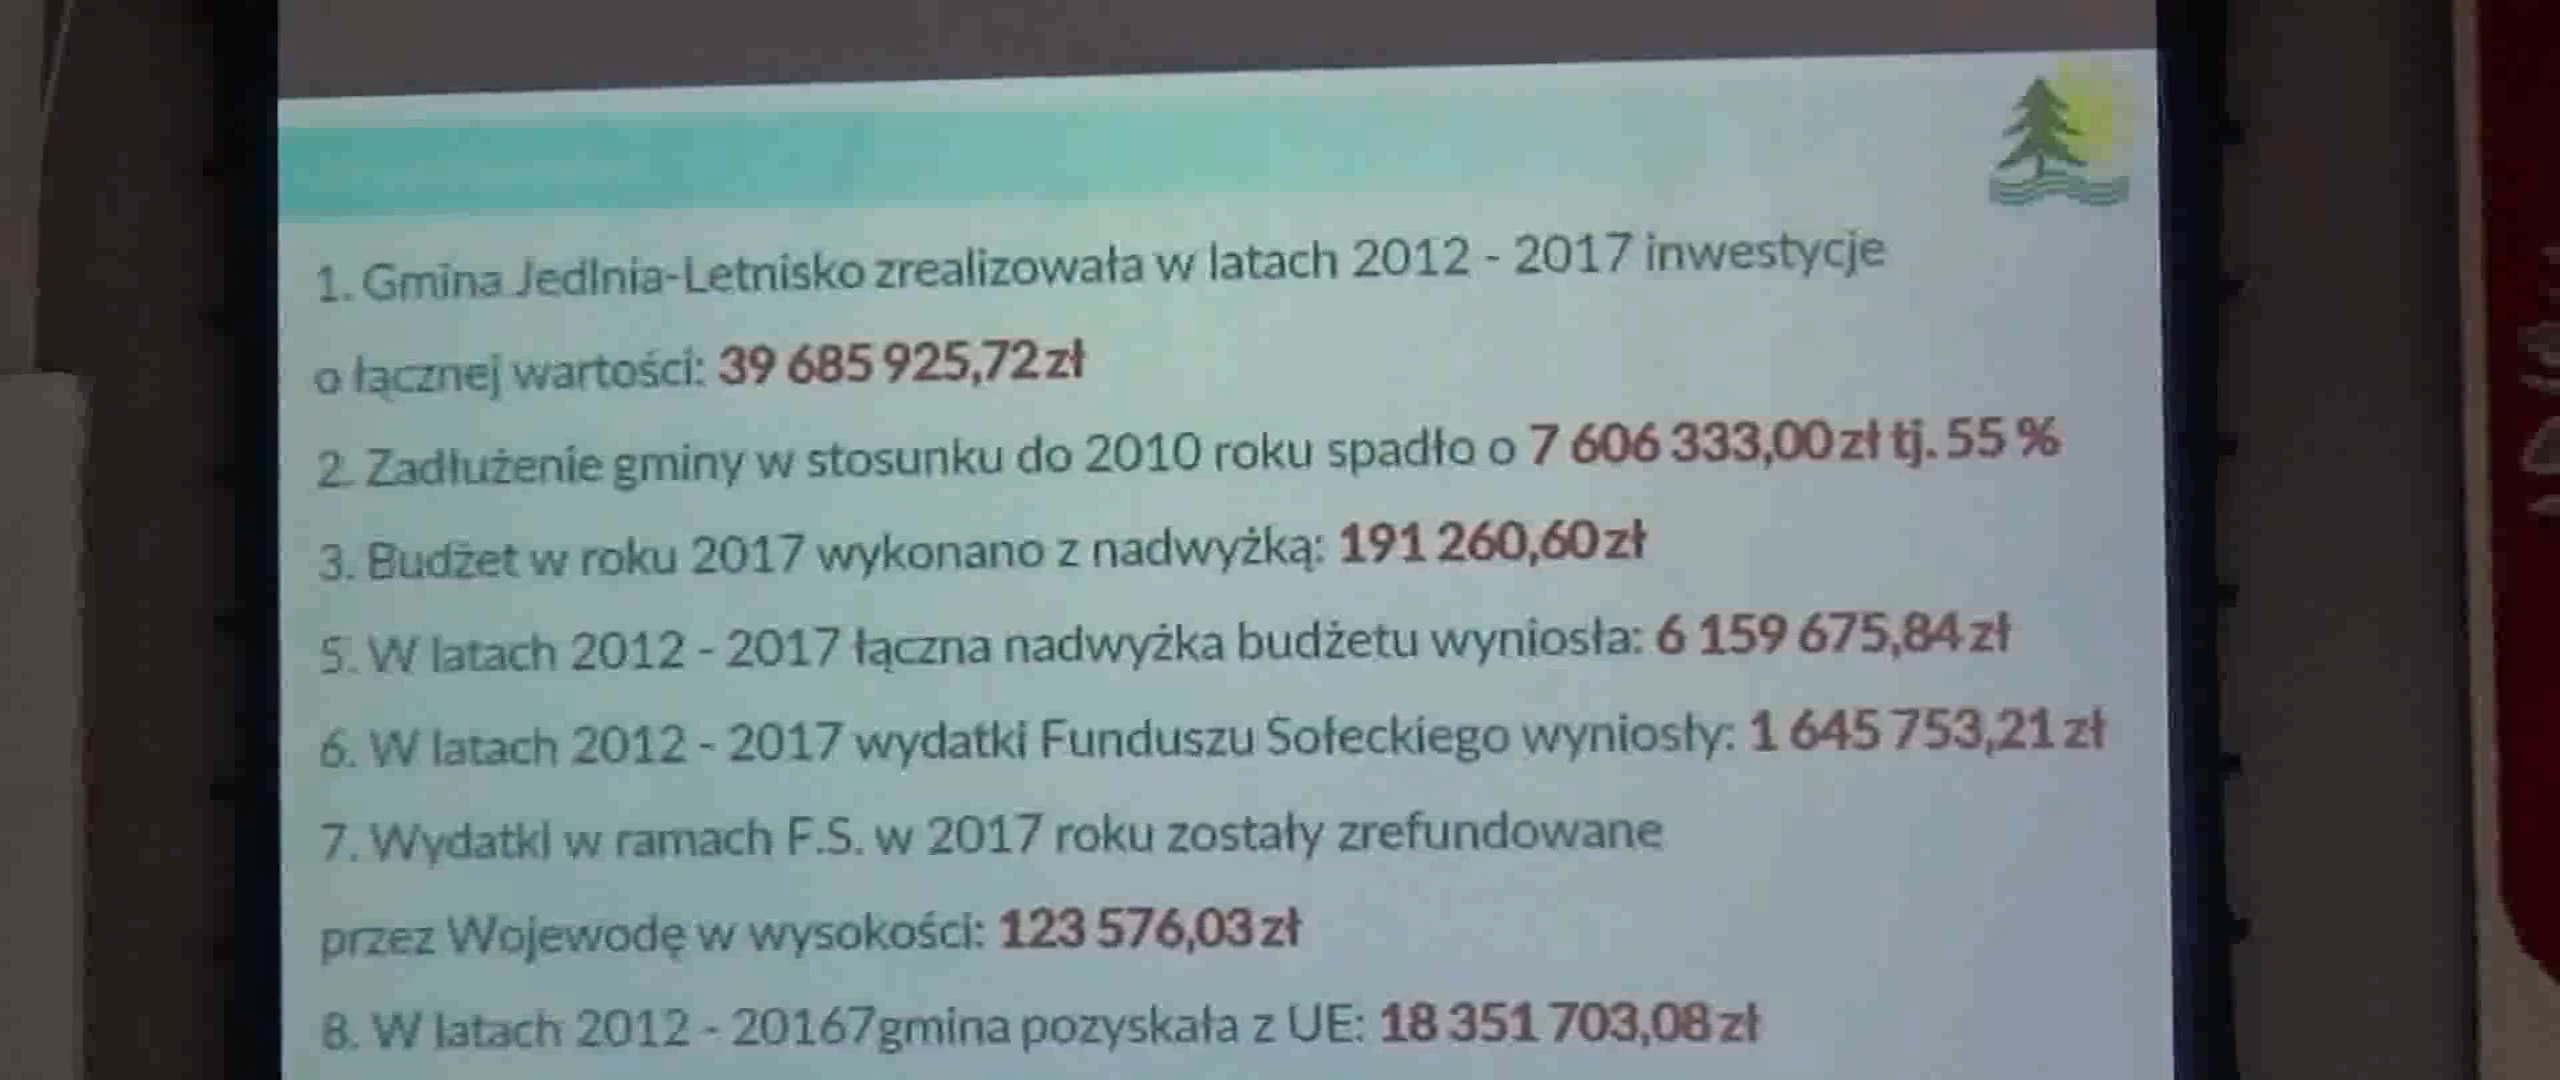 1. Gmina Jedlnia-Letnisko zrealizowała w latach 2012 - 2017 inwestycje
o łącznej wartości: 39 685 925,72 zł
2. Zadłużenie gminy w stosunku do 2010 roku spadło o 7 606 333,00 zł tj. 55 %
3. Budżet w roku 2017 wykonano z nadwyżką: 191 260,60 zł
5. W latach 2012 - 2017 łączna nadwyżka budżetu wyniosła: 6 159 675,84 zł
6. W latach 2012 - 2017 wydatki Funduszu Sołeckiego wyniosły: 1 645 753,21 zł
7. Wydatki w ramach F.S. w 2017 roku zostały zrefundowane
przez Wojewodę w wysokości: 123 576,03 zł
8. W latach 2012 - 20167gmina pozyskała z UE: 18 351 703,08 zł